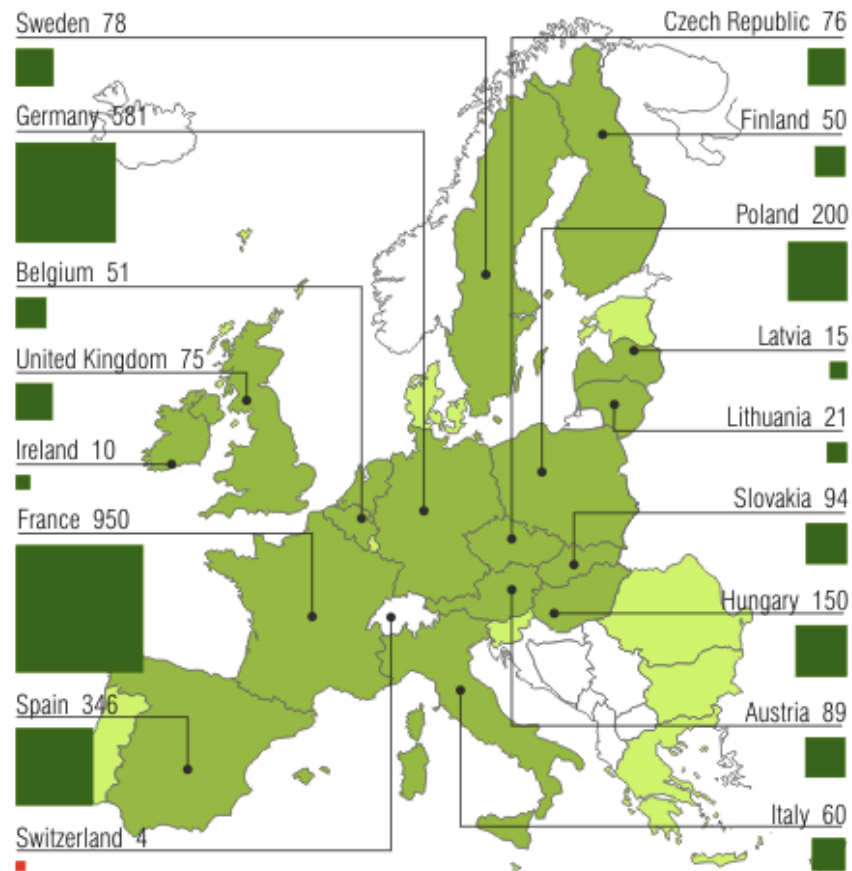 Sweden 78
Germany 581
Belgium 51
United Kingdom 75
Ireland 10
France 950
Spain 346
Switzerland 4
Czech Republic 76
Finland 50
Poland 200
Latvia 15
Lithuania 21
Slovakia 94
Hungary 150
Austria 89
Italy 60